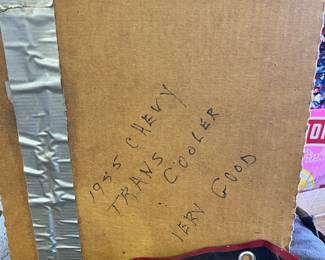 1955 CHEVY
TRANS COOLER
VERY GOOD